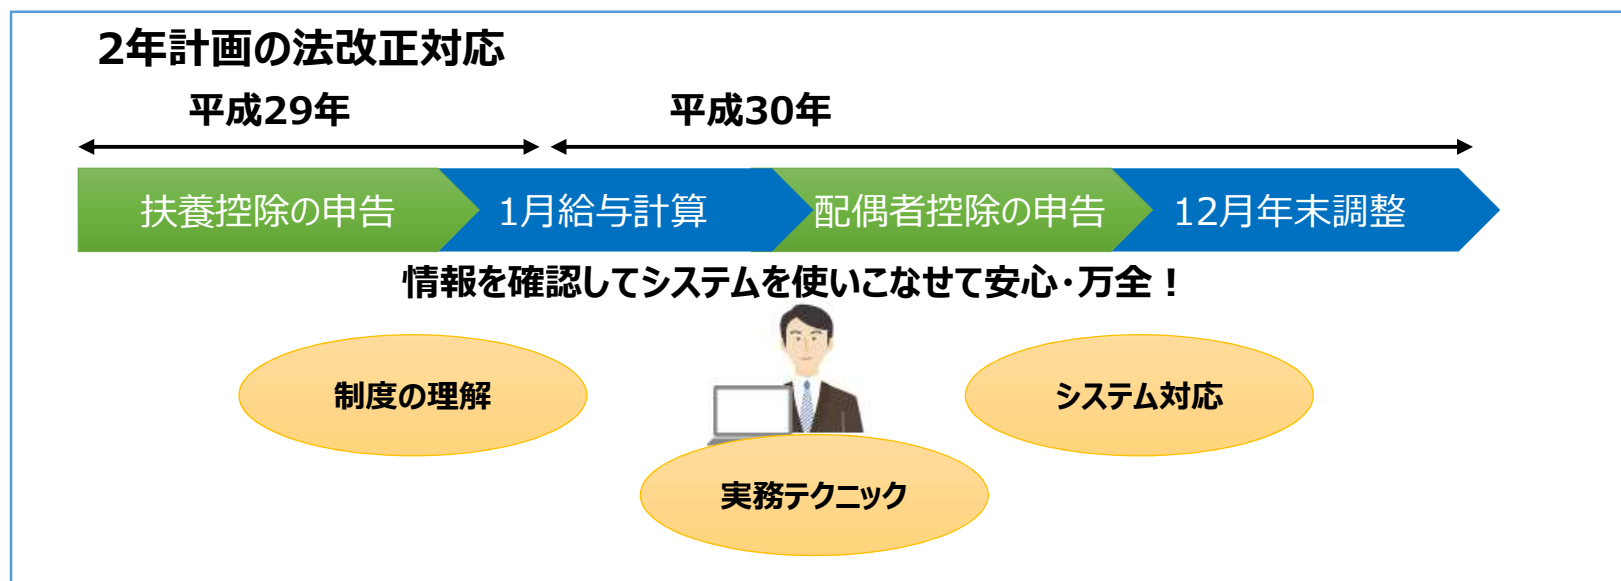 2年計画の法改正対応
平成29年
平成30年
扶養控除の申告
1月給与計算
配偶者控除の申告
12月年末調整
情報を確認してシステムを使いこなせて安心・万全！
制度の理解
システム対応
実務テクニック